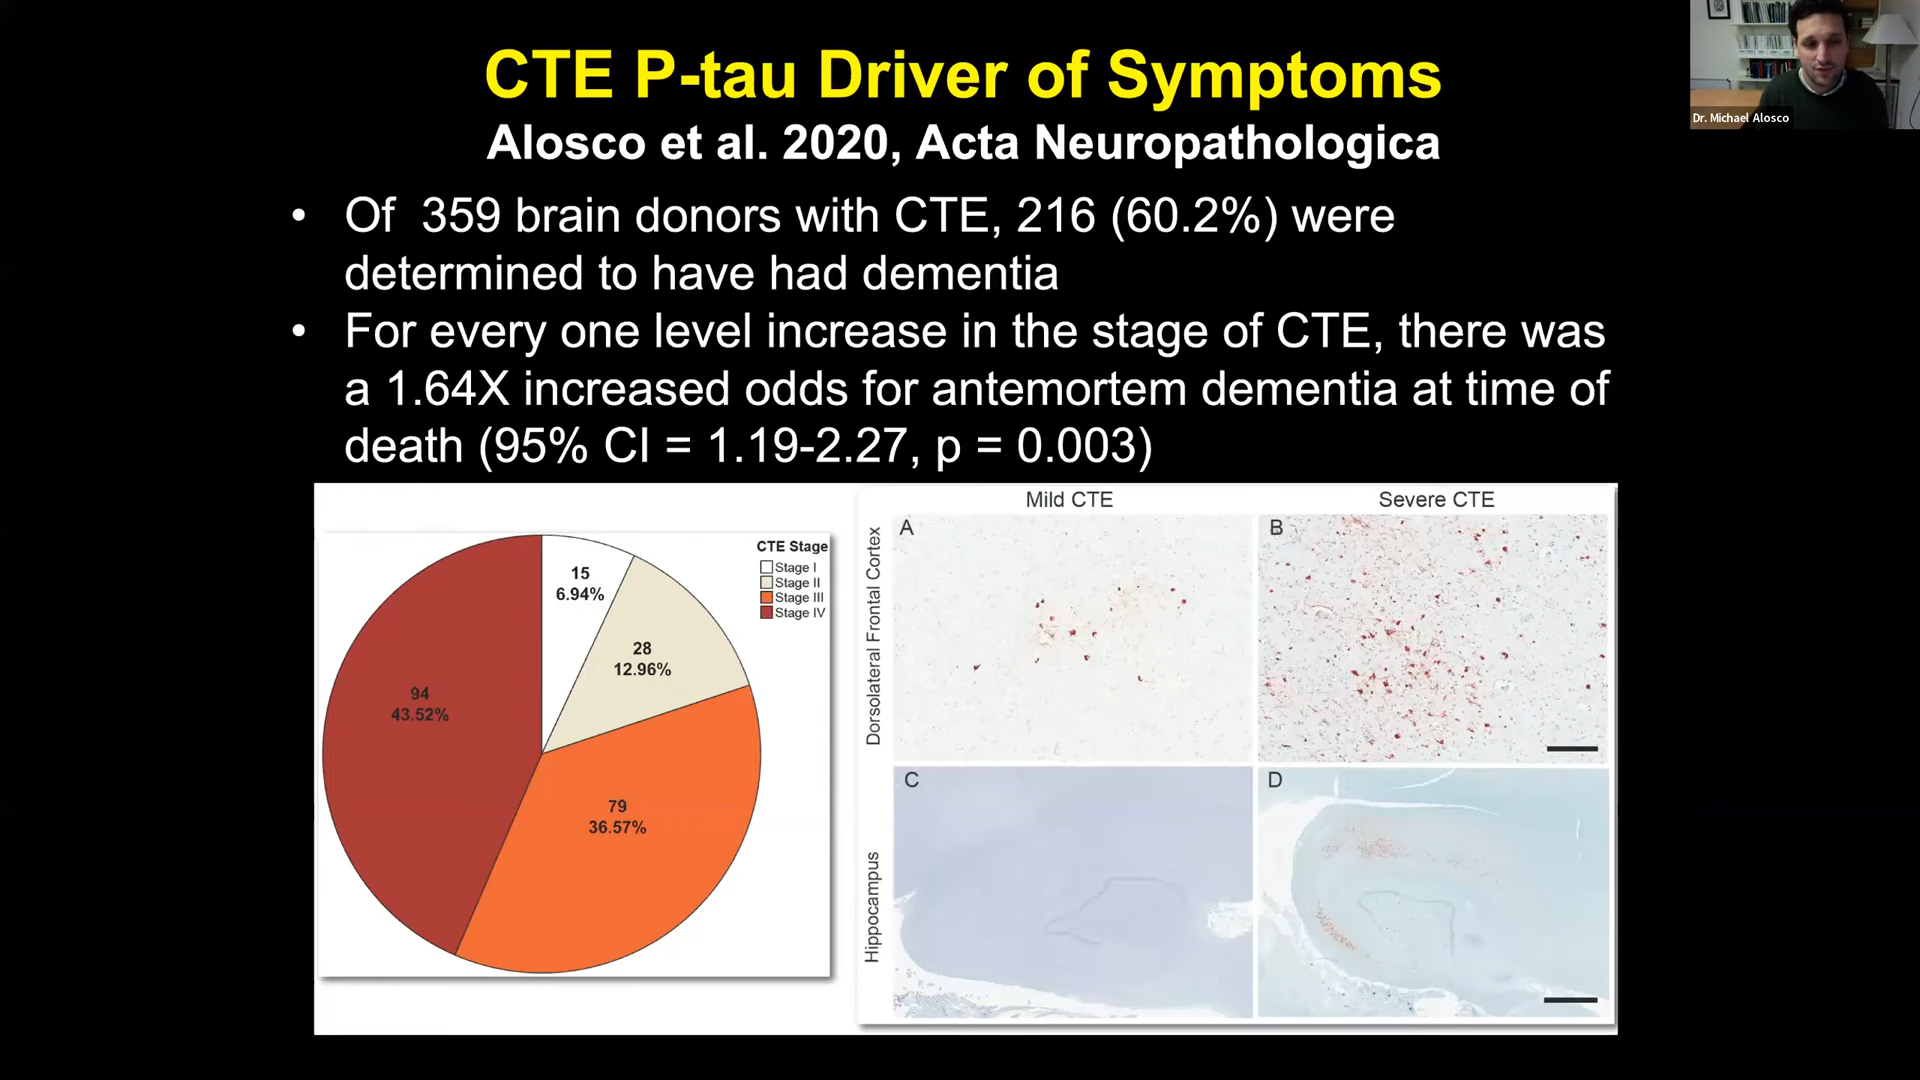 CTE P-tau Driver of Symptoms
Alosco et al. 2020, Acta Neuropathologica
Dr. Michael Alosco
• Of  359 brain donors with CTE, 216 (60.2%) were
determined to have had dementia
• For every one level increase in the stage of CTE, there was
a 1.64X increased odds for antemortem dementia at time of
death (95% CI = 1.19-2.27, p = 0.003)
CTE Stage
Stage I
Stage II
Stage III
Stage IV
15
6.94%
28
12.96%
94
43.52%
79
36.57%
Mild CTE
Severe CTE
Dorsolateral Frontal Cortex
A
B
Hippocampus
C
D